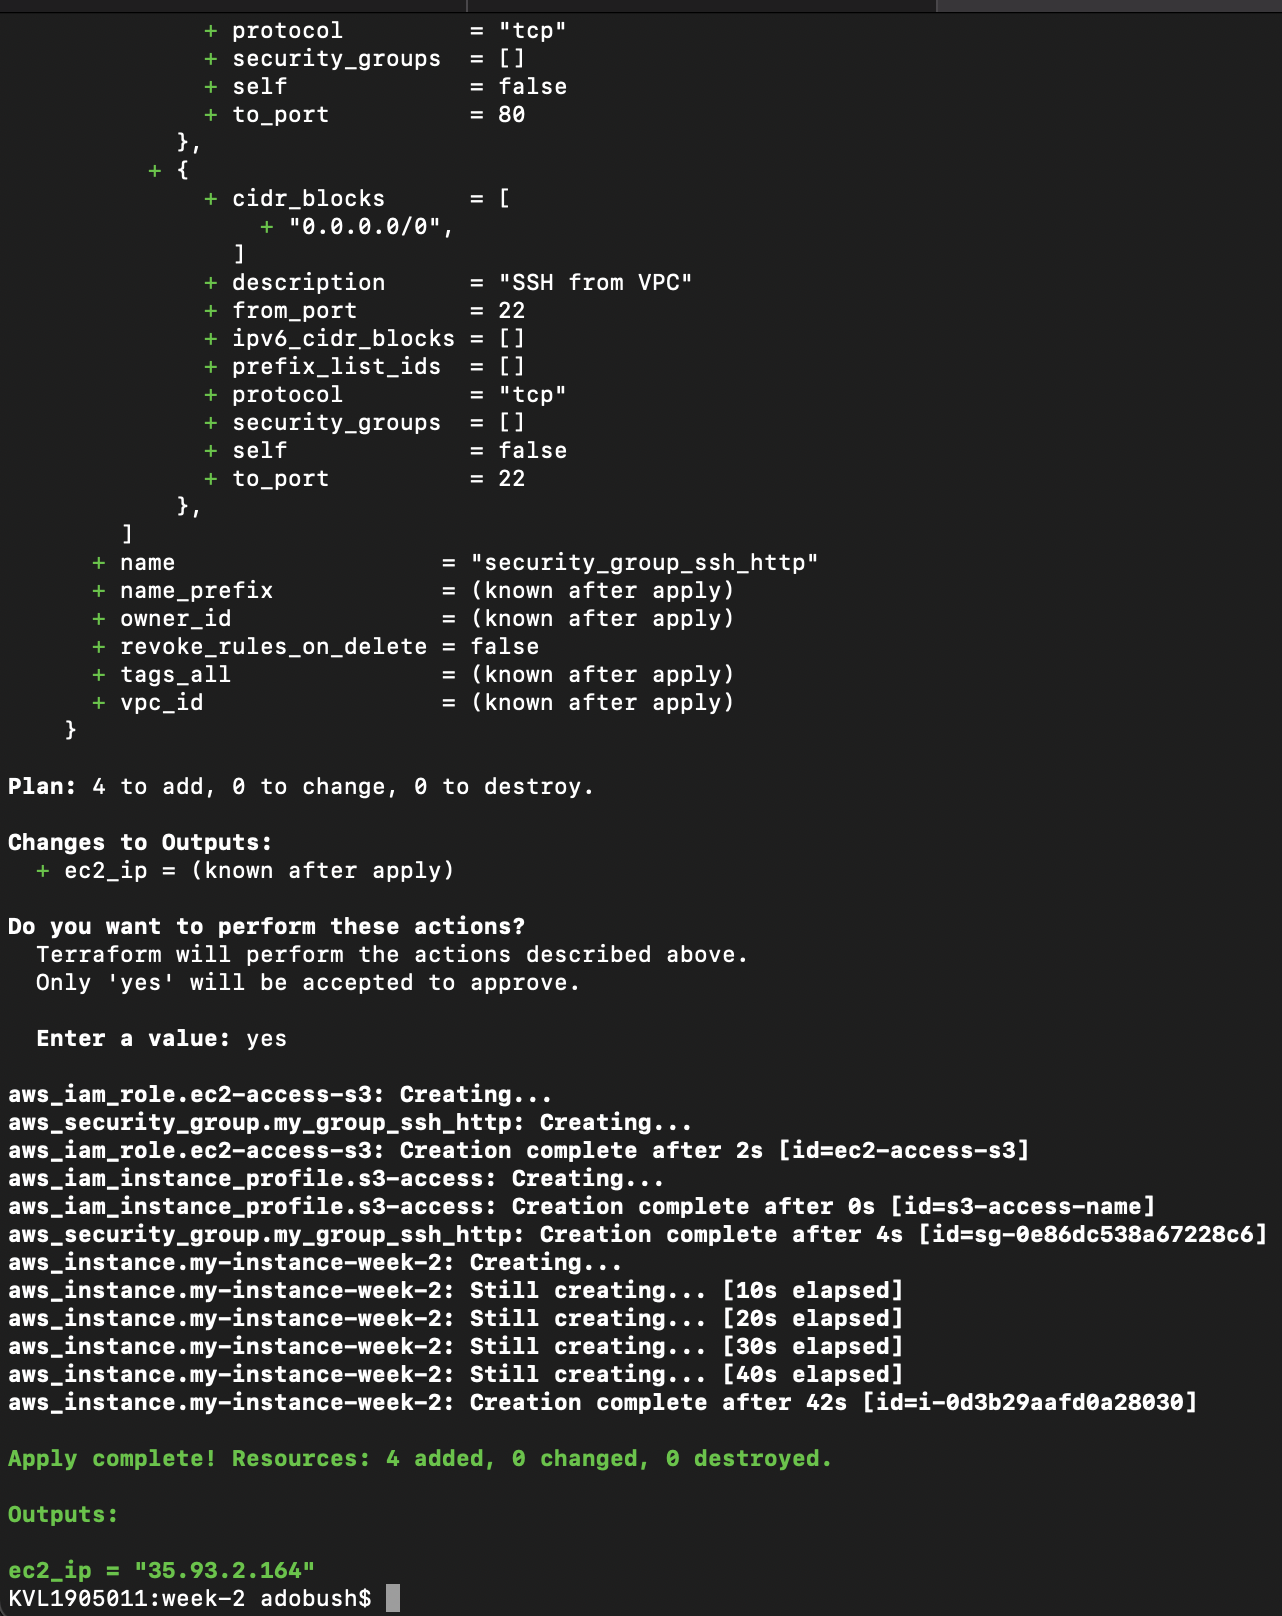 + protocol         = "tcp"
+ security_groups  = []
+ self             = false
+ to_port          = 80
},
+ {
+ cidr_blocks      = [
+ "0.0.0.0/0",
]
+ description      = "SSH from VPC"
+ from_port        = 22
+ ipv6_cidr_blocks = []
+ prefix_list_ids  = []
+ protocol         = "tcp"
+ security_groups  = []
+ self             = false
+ to_port          = 22
},
]
+ name                   = "security_group_ssh_http"
+ name_prefix            = (known after apply)
+ owner_id               = (known after apply)
+ revoke_rules_on_delete = false
+ tags_all               = (known after apply)
+ vpc_id                 = (known after apply)
}
Plan: 4 to add, 0 to change, 0 to destroy.
Changes to Outputs:
+ ec2_ip = (known after apply)
Do you want to perform these actions?
Terraform will perform the actions described above.
Only 'yes' will be accepted to approve.
Enter a value: yes
aws_iam_role.ec2-access-s3: Creating...
aws_security_group.my_group_ssh_http: Creating...
aws_iam_role.ec2-access-s3: Creation complete after 2s [id=ec2-access-s3]
aws_iam_instance_profile.s3-access: Creating...
aws_iam_instance_profile.s3-access: Creation complete after 0s [id=s3-access-name]
aws_security_group.my_group_ssh_http: Creation complete after 4s [id=sg-0e86dc538a67228c6]
aws_instance.my-instance-week-2: Creating...
aws_instance.my-instance-week-2: Still creating... [10s elapsed]
aws_instance.my-instance-week-2: Still creating... [20s elapsed]
aws_instance.my-instance-week-2: Still creating... [30s elapsed]
aws_instance.my-instance-week-2: Still creating... [40s elapsed]
aws_instance.my-instance-week-2: Creation complete after 42s [id=i-0d3b29aafd0a28030]
Apply complete! Resources: 4 added, 0 changed, 0 destroyed.
Outputs:
ec2_ip = "35.93.2.164"
KVL1905011:week-2 adobush$